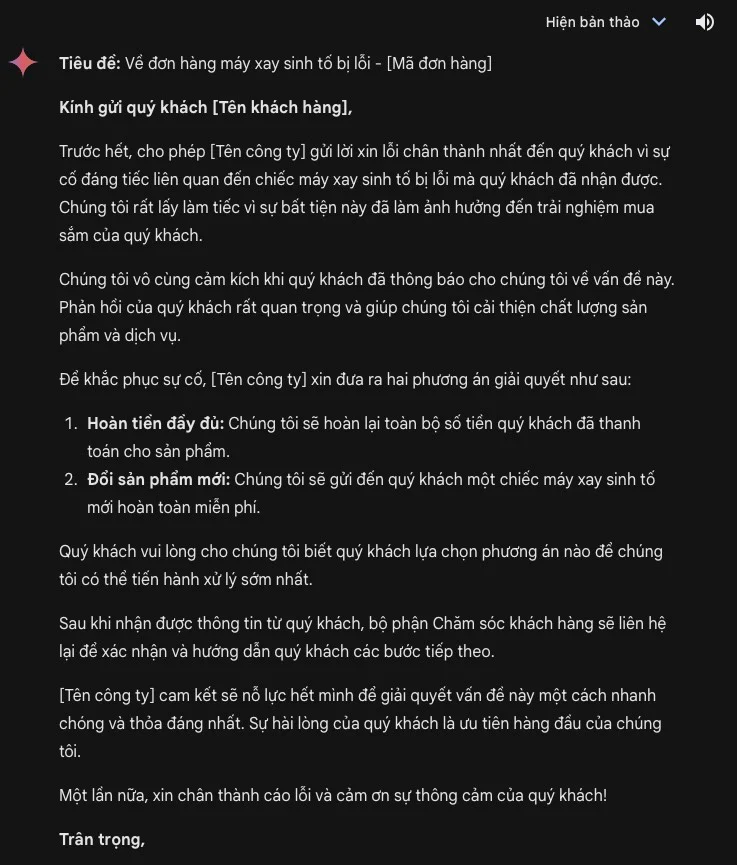 Hiện bản thảo
Tiêu đề: Về đơn hàng máy xay sinh tố bị lỗi - [Mã đơn hàng]
Kính gửi quý khách [Tên khách hàng],
Trước hết, cho phép [Tên công ty] gửi lời xin lỗi chân thành nhất đến quý khách vì sự
cố đáng tiếc liên quan đến chiếc máy xay sinh tố bị lỗi mà quý khách đã nhận được.
Chúng tôi rất lấy làm tiếc vì sự bất tiện này đã làm ảnh hưởng đến trải nghiệm mua
sắm của quý khách.
Chúng tôi vô cùng cảm kích khi quý khách đã thông báo cho chúng tôi về vấn đề này.
Phản hồi của quý khách rất quan trọng và giúp chúng tôi cải thiện chất lượng sản
phẩm và dịch vụ.
Để khắc phục sự cố, [Tên công ty] xin đưa ra hai phương án giải quyết như sau:
1. Hoàn tiền đầy đủ: Chúng tôi sẽ hoàn lại toàn bộ số tiền quý khách đã thanh
toán cho sản phẩm.
2. Đổi sản phẩm mới: Chúng tôi sẽ gửi đến quý khách một chiếc máy xay sinh tố
mới hoàn toàn miễn phí.
Quý khách vui lòng cho chúng tôi biết quý khách lựa chọn phương án nào để chúng
tôi có thể tiến hành xử lý sớm nhất.
Sau khi nhận được thông tin từ quý khách, bộ phận Chăm sóc khách hàng sẽ liên hệ
lại để xác nhận và hướng dẫn quý khách các bước tiếp theo.
[Tên công ty] cam kết sẽ nỗ lực hết mình để giải quyết vấn đề này một cách nhanh
chóng và thỏa đáng nhất. Sự hài lòng của quý khách là ưu tiên hàng đầu của chúng
tôi.
Một lần nữa, xin chân thành cáo lỗi và cảm ơn sự thông cảm của quý khách!
Trân trọng,